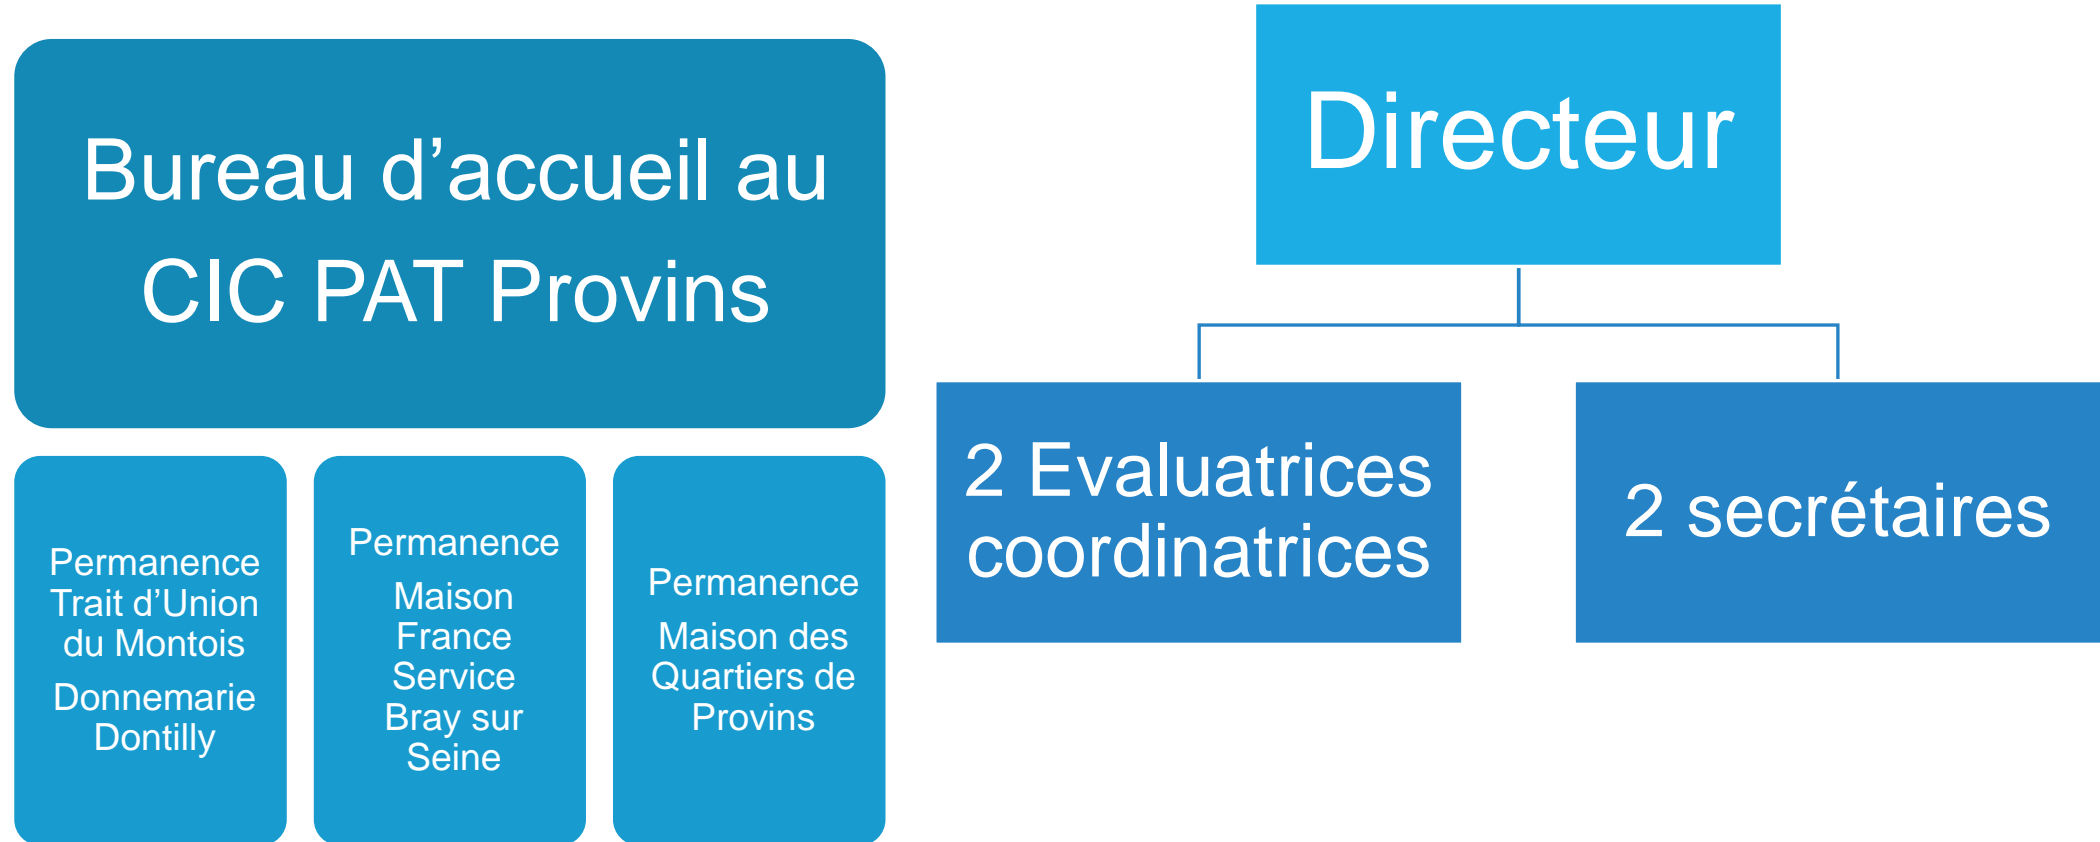 Bureau d’accueil au
CIC PAT Provins
Permanence
Trait d’Union
du Montois
Donnemarie
Dontilly
Permanence
Maison
France
Service
Bray sur
Seine
Permanence
Maison des
Quartiers de
Provins
Directeur
2 Evaluatrices
coordinatrices
2 secrétaires